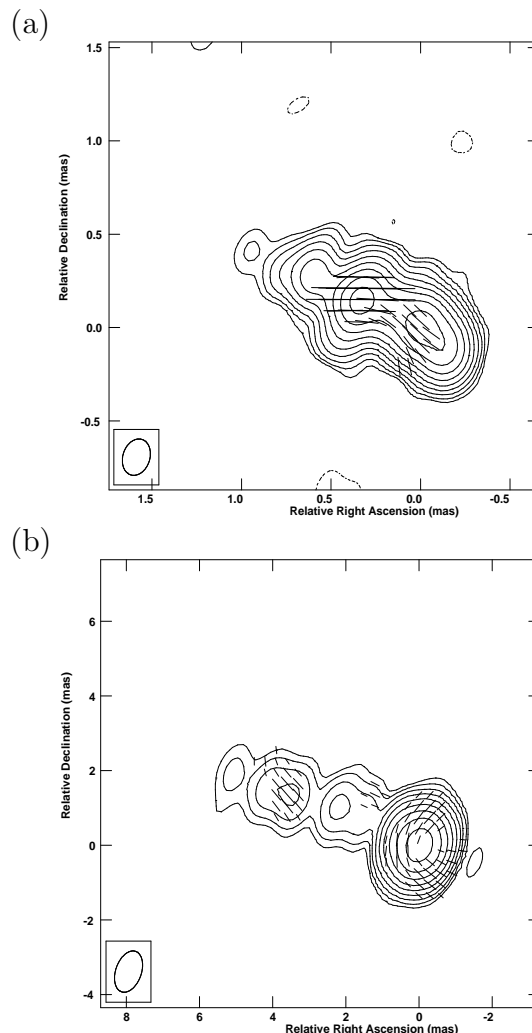 (a)
1.5
1.0
0.5
0.0
-0.5
Relative Declination (mas)
1.5 1.0 0.5 0.0 -0.5
Relative Right Ascension (mas)
(b)
6
4
2
0
-2
-4
Relative Declination (mas)
8 6 4 2 0 -2
Relative Right Ascension (mas)